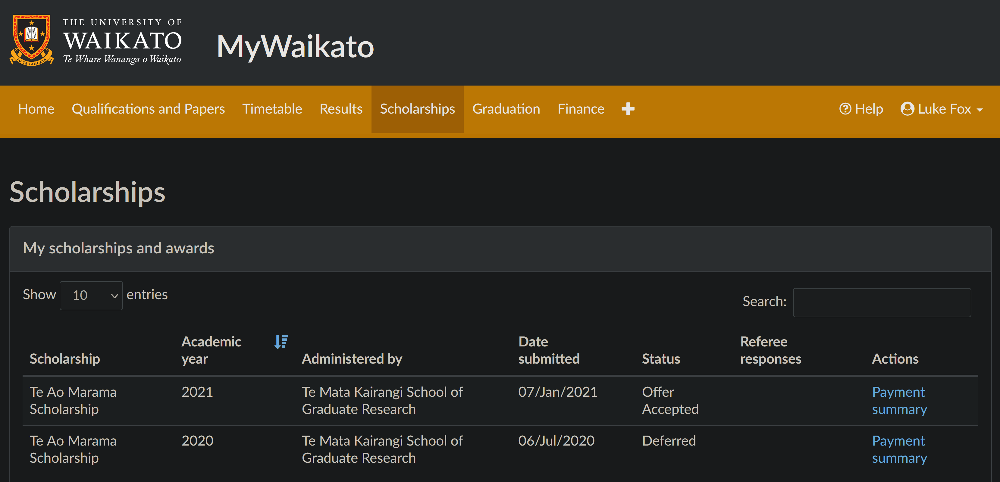 THE UNIVERSITY OF
WAIKATO
Te Whare Wānanga o Waikato
KO TE TANGATA
MyWaikato
Home Qualifications and Papers Timetable Results Scholarships Graduation Finance Help Luke Fox
Scholarships
My scholarships and awards
Show 10 entries
Search:
Scholarship Academic year Administered by Date submitted Status Referee responses Actions
Te Ao Marama 2021 Te Mata Kairangi School of 07/Jan/2021 Offer Payment
Scholarship Graduate Research Accepted summary
Te Ao Marama 2020 Te Mata Kairangi School of 06/Jul/2020 Deferred Payment
Scholarship Graduate Research summary